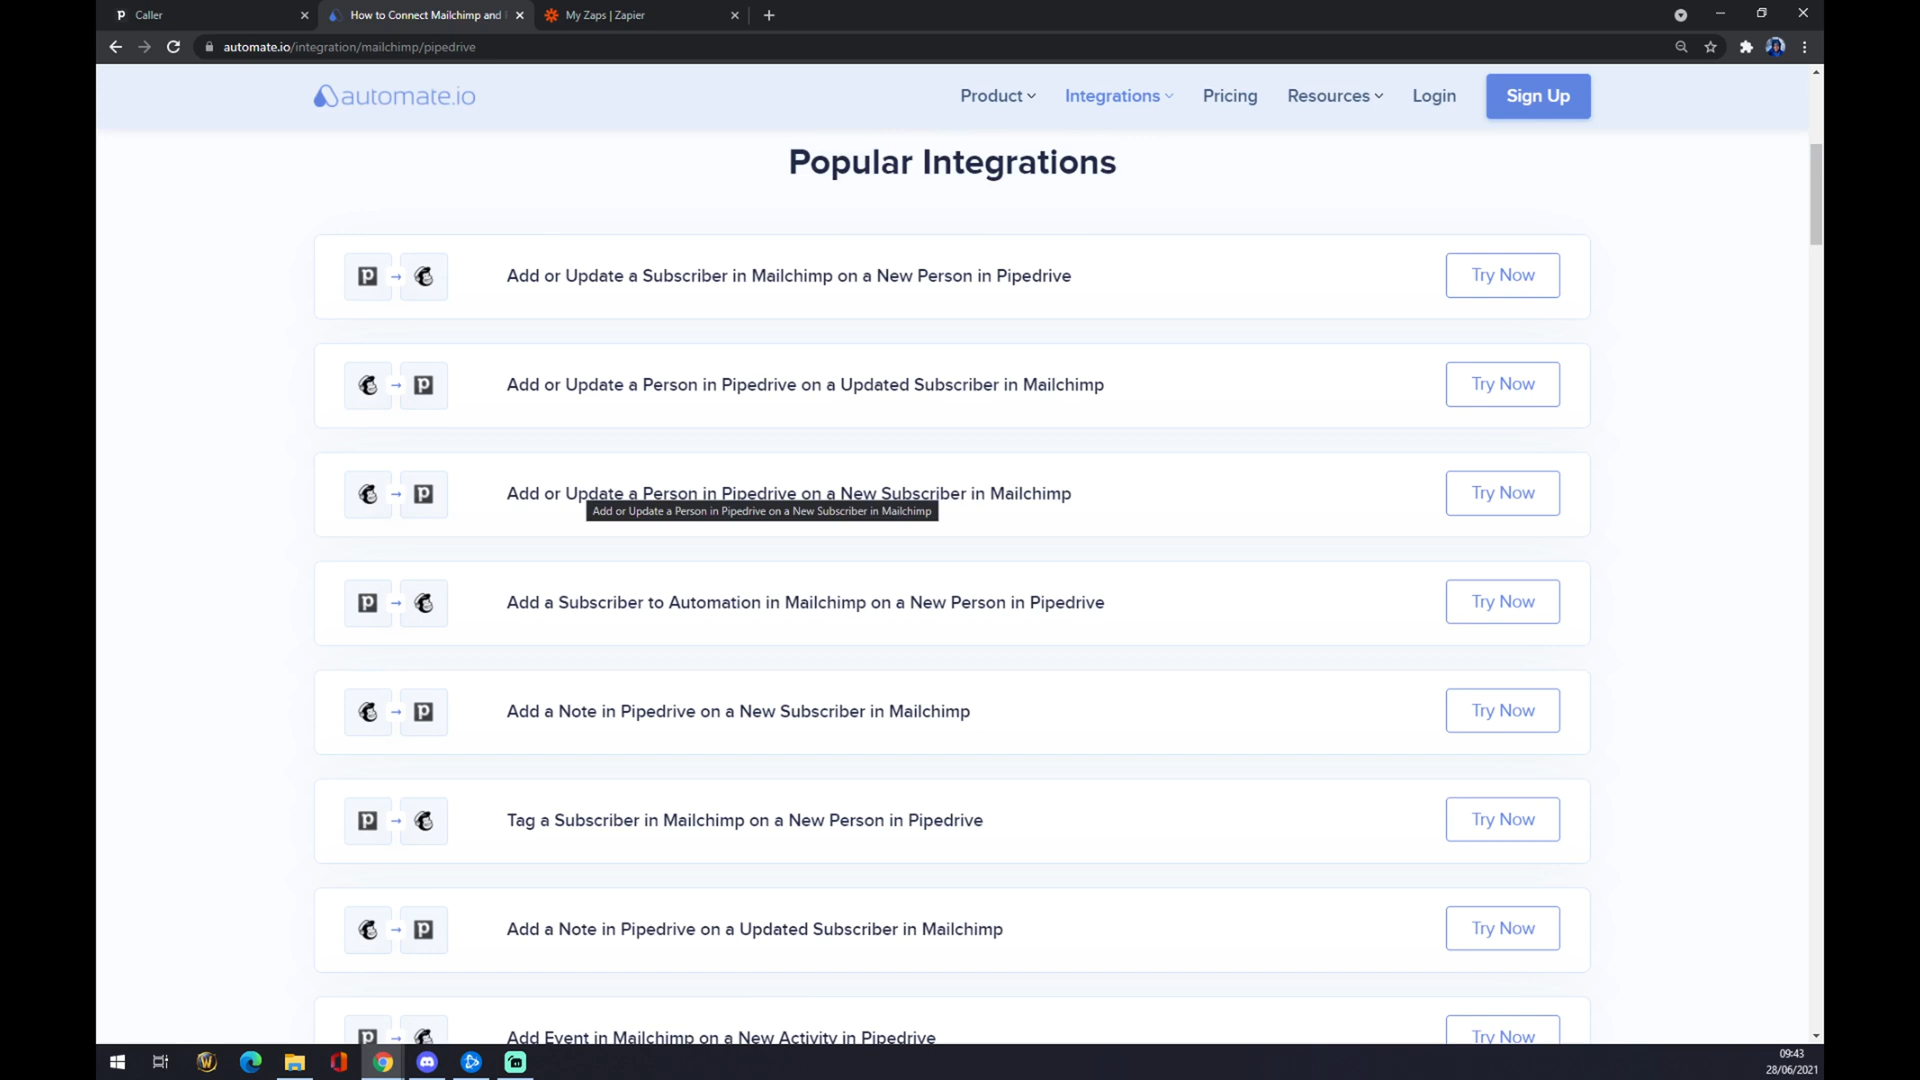 Caller
How to Connect Mailchimp and
My Zaps | Zapier
automate.io/integration/mailchimp/pipedrive
automate.io
Product
Integrations
Pricing
Resources
Login
Sign Up
Popular Integrations
Add or Update a Subscriber in Mailchimp on a New Person in Pipedrive
Try Now
Add or Update a Person in Pipedrive on a Updated Subscriber in Mailchimp
Try Now
Add or Update a Person in Pipedrive on a New Subscriber in Mailchimp
Try Now
Add or Update a Person in Pipedrive on a New Subscriber in Mailchimp
Add a Subscriber to Automation in Mailchimp on a New Person in Pipedrive
Try Now
Add a Note in Pipedrive on a New Subscriber in Mailchimp
Try Now
Tag a Subscriber in Mailchimp on a New Person in Pipedrive
Try Now
Add a Note in Pipedrive on a Updated Subscriber in Mailchimp
Try Now
Add Event in Mailchimp on a New Activity in Pipedrive
Try Now
09:43
28/06/2021